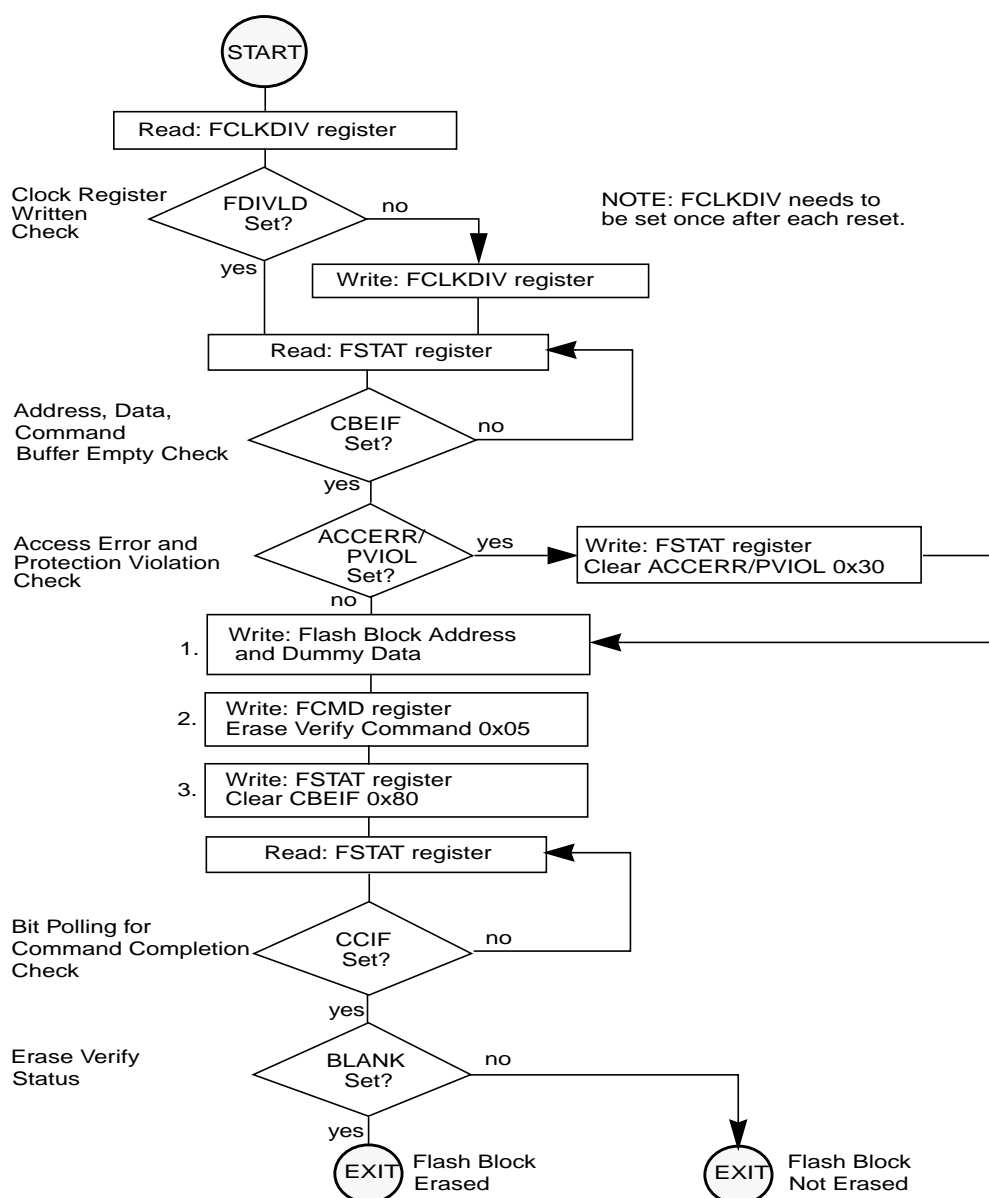 START
Read: FCLKDIV register
Clock Register
Written
Check
FDIVLD
Set?
no
yes
NOTE: FCLKDIV needs to
be set once after each reset.
Write: FCLKDIV register
Read: FSTAT register
Address, Data,
Command
Buffer Empty Check
CBEIF
Set?
no
yes
Access Error and
Protection Violation
Check
ACCERR/
PVIOL
Set?
yes
no
Write: FSTAT register
Clear ACCERR/PVIOL 0x30
1.
Write: Flash Block Address
and Dummy Data
2.
Write: FCMD register
Erase Verify Command 0x05
3.
Write: FSTAT register
Clear CBEIF 0x80
Read: FSTAT register
Bit Polling for
Command Completion
Check
CCIF
Set?
no
yes
Erase Verify
Status
BLANK
Set?
no
yes
EXIT
Flash Block
Erased
EXIT
Flash Block
Not Erased